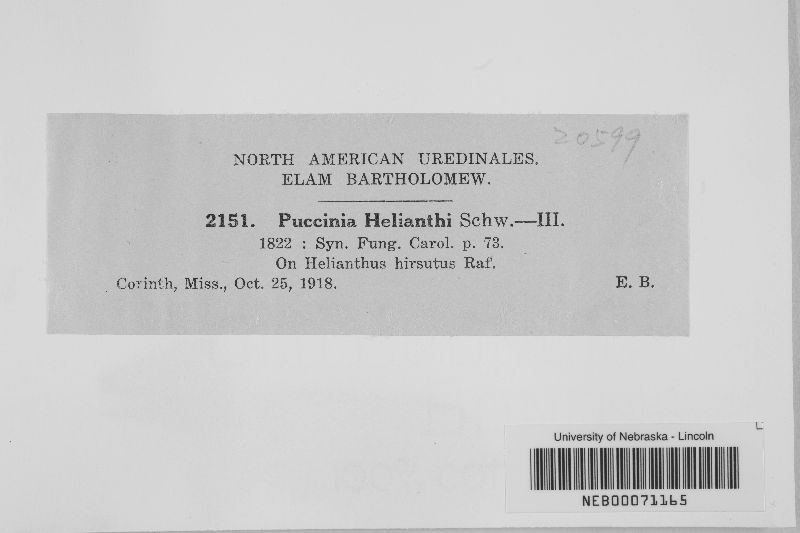 20599
NORTH AMERICAN UREDINALES.
ELAM BARTHOLOMEW.
2151. Puccinia Helianthi Schw.—III.
1822 : Syn. Fung. Carol. p. 73.
On Helianthus hirsutus Raf.
Corinth, Miss., Oct. 25, 1918. E. B.
University of Nebraska - Lincoln
NEB00071165